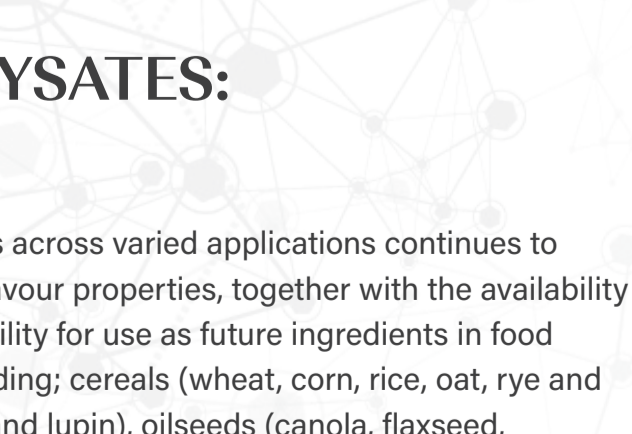 YSATES:
s across varied applications continues to
avour properties, together with the availability
ility for use as future ingredients in food
ding; cereals (wheat, corn, rice, oat, rye and
and lupin), oilseeds (canola, flaxseed,